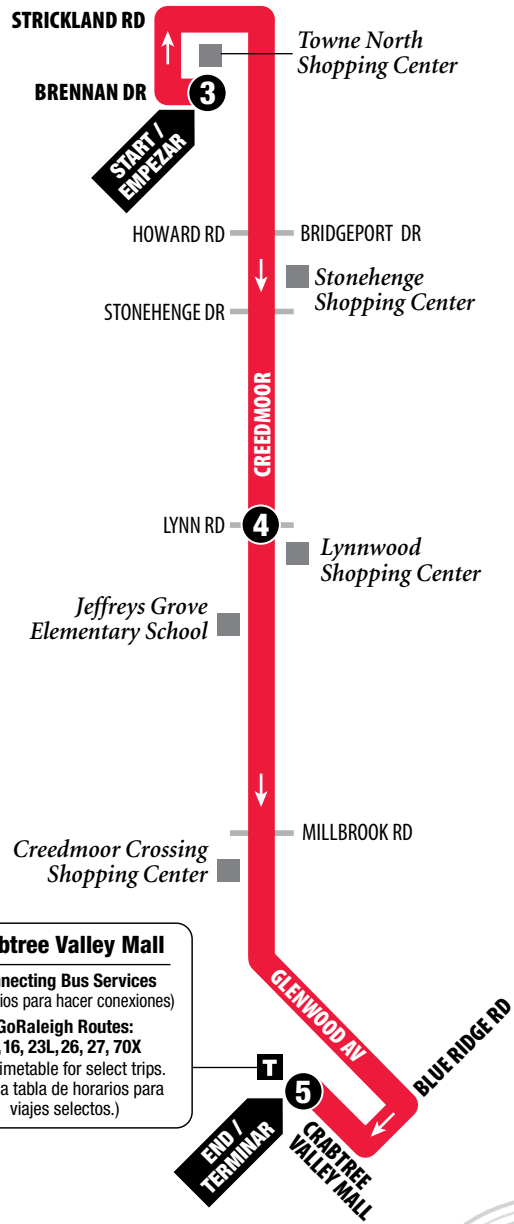 STRICKLAND RD
Towne North
Shopping Center
BRENNAN DR
3
START /
EMPEZAR
HOWARD RD
BRIDGEPORT DR
Stonehenge
Shopping Center
STONEHENGE DR
CREEDMOOR
LYNN RD
4
Lynnwood
Shopping Center
Jeffreys Grove
Elementary School
MILLBROOK RD
Creedmoor Crossing
Shopping Center
GLENWOOD AV
BLUE RIDGE RD
Valley Mall
Bus Services
para hacer conexiones)
GoRaleigh Routes:
16, 23L, 26, 27, 70X
timetable for select trips.
tabla de horarios para
viajes selectos.)
T
5
END /
TERMINAR
CRABTREE
VALLEY MALL